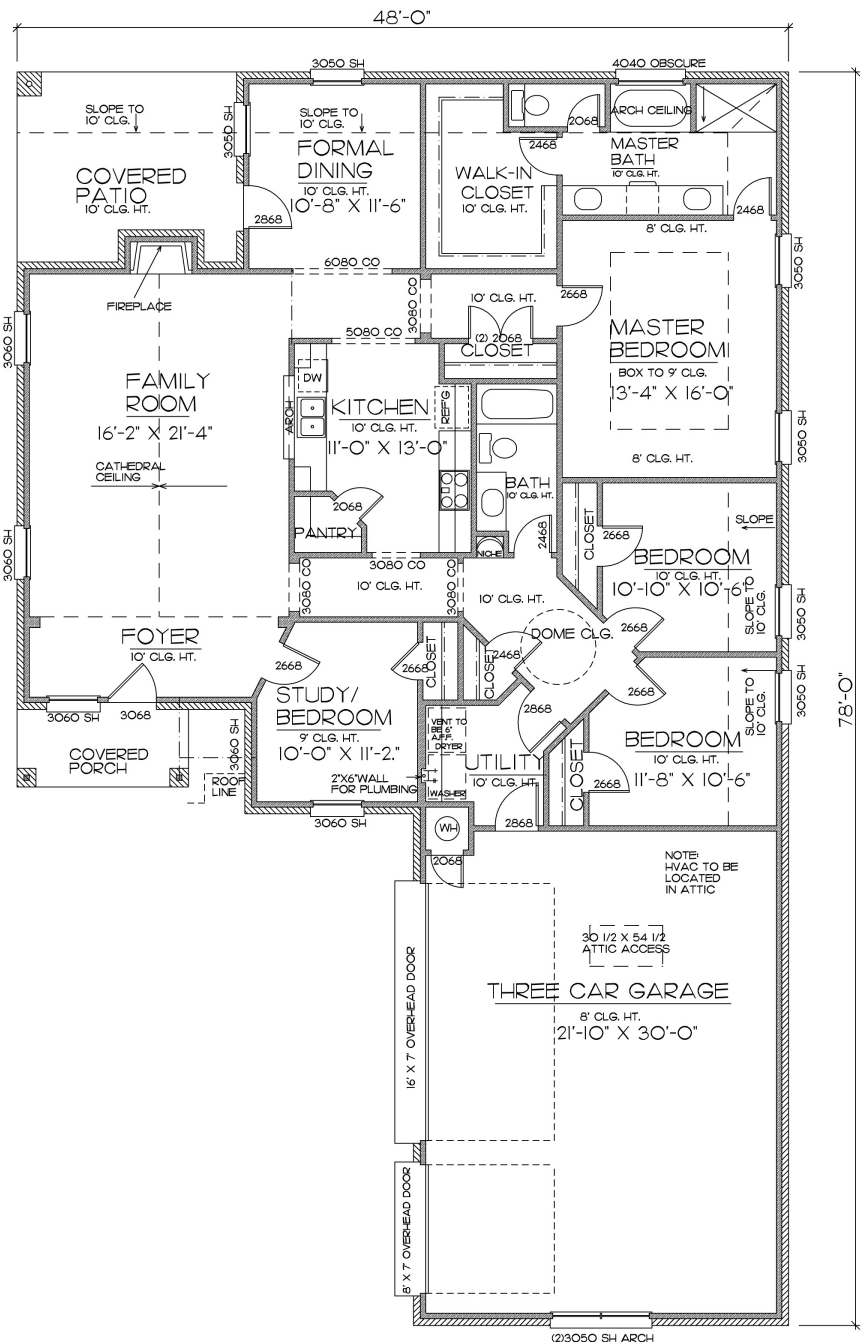 48'-0"
3050 SH
4040 OBSCURE
SLOPE TO
10' CLG.
3050 SH
SLOPE TO
10' CLG.
2068
ARCH CEILING
FORMAL
DINING
10' CLG. HT.
10'-8" X 11'-6"
2468
MASTER
BATH
10' CLG. HT.
COVERED
PATIO
10' CLG. HT.
WALK-IN
CLOSET
10' CLG. HT.
2868
2468
8' CLG. HT.
3050 SH
6080 CO
FIREPLACE
3080 CO
10' CLG. HT.
2668
3060 SH
5080 CO
(2) 2068
CLOSET
MASTER
BEDROOM
BOX TO 9' CLG.
13'-4" X 16'-0"
DW
FAMILY
ROOM
16'-2" X 21'-4"
ARCH
KITCHEN
10' CLG. HT.
11'-0" X 13'-0"
REF'G
3050 SH
CATHEDRAL
CEILING
8' CLG. HT.
BATH
10' CLG. HT.
2068
PANTRY
2468
CLOSET
2668
SLOPE
3060 SH
NICHE
BEDROOM
10' CLG. HT.
10'-10" X 10'-6"
SLOPE TO
10' CLG.
3050 SH
3080 CO
3080 CO
10' CLG. HT.
3080 CO
10' CLG. HT.
FOYER
10' CLG. HT.
DOME CLG.
2668
2668
2668
CLOSET
2468
CLOSET
2668
SLOPE TO
10' CLG.
3050 SH
78'-0"
STUDY/
BEDROOM
9' CLG. HT.
10'-0" X 11'-2."
3060 SH
3068
3060 SH
2868
VENT TO
BE 6"
A.F.F.
DRYER
BEDROOM
10' CLG. HT.
11'-8" X 10'-6"
COVERED
PORCH
UTILITY
10' CLG. HT.
ROOF
LINE
2"X6"WALL
FOR PLUMBING
WASHER
CLOSET
2668
3060 SH
WH
2868
2068
NOTE:
HVAC TO BE
LOCATED
IN ATTIC
30 1/2 X 54 1/2
ATTIC ACCESS
16' X 7' OVERHEAD DOOR
THREE CAR GARAGE
8' CLG. HT.
21'-10" X 30'-0"
8' X 7' OVERHEAD DOOR
(2)3050 SH ARCH